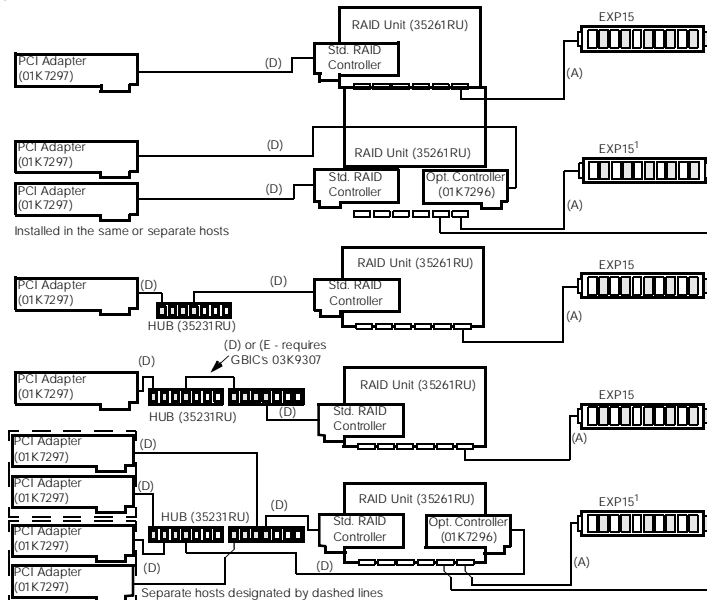 RAID Unit (35261RU)
EXP15
Std. RAID
Controller
PCI Adapter
(01K7297)
(D)
(A)
PCI Adapter
(01K7297)
(D)
RAID Unit (35261RU)
EXP15¹
PCI Adapter
(01K7297)
(D)
Std. RAID
Controller
Opt. Controller
(01K7296)
(A)
Installed in the same or separate hosts
RAID Unit (35261RU)
EXP15
PCI Adapter
(01K7297)
(D)
(D)
Std. RAID
Controller
(A)
HUB (35231RU)
(D) or (E - requires
GBIC's 03K9307
(D)
PCI Adapter
(01K7297)
RAID Unit (35261RU)
EXP15
HUB (35231RU)
(D)
Std. RAID
Controller
(A)
PCI Adapter
(01K7297)
(D)
PCI Adapter
(01K7297)
(D)
HUB (35231RU)
(D)
RAID Unit (35261RU)
EXP15¹
Std. RAID
Controller
Opt. Controller
(01K7296)
PCI Adapter
(01K7297)
(D)
(D)
(A)
PCI Adapter
(01K7297)
Separate hosts designated by dashed lines